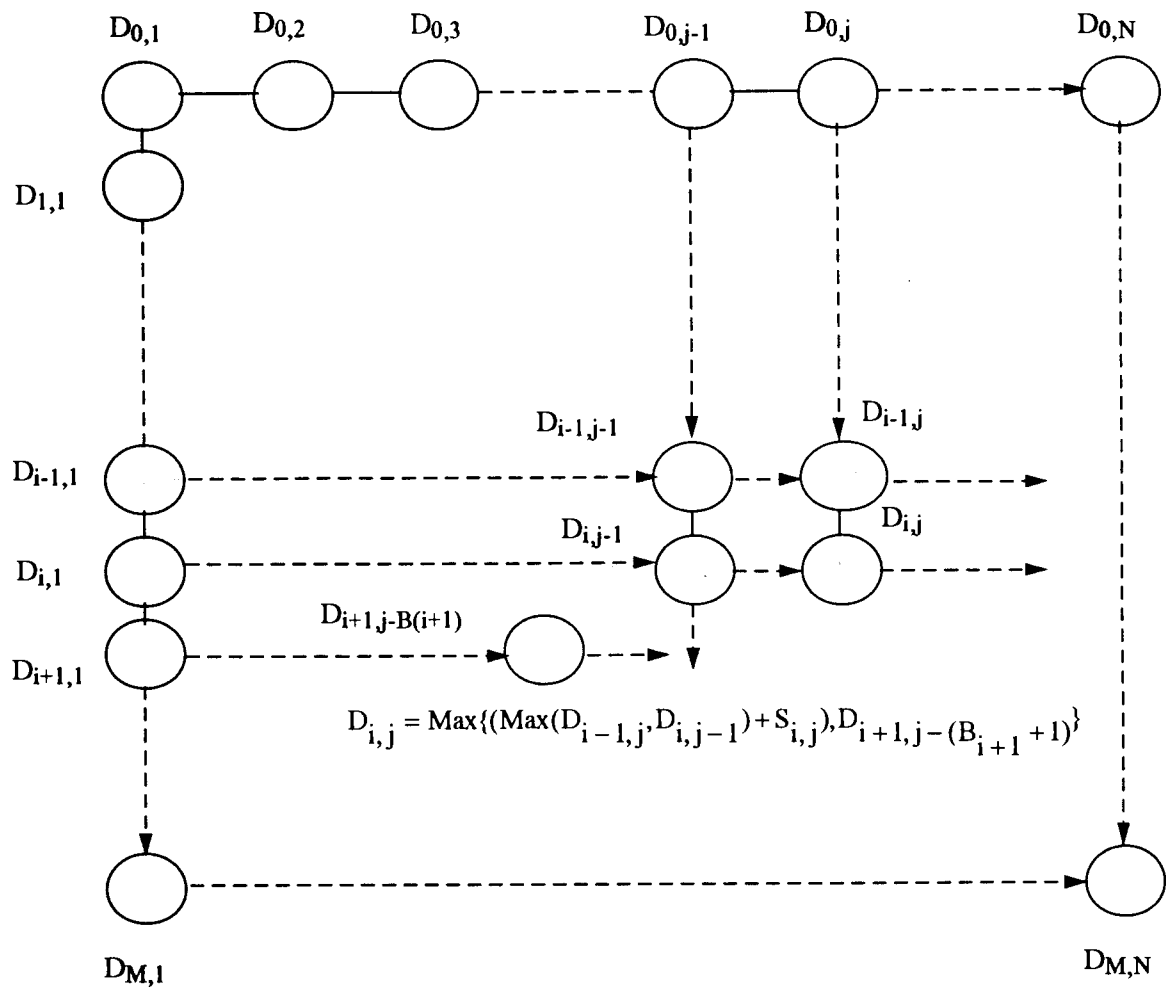 D0,1 D0,2 D0,3 D0,j-1 D0,j D0,N
D1,1
Di-1,j-1 Di-1,j
Di-1,1
Di,j-1 Di,j
Di,1
Di+1,j-B(i+1)
Di+1,1
Di,j = Max{(Max(Di-1,j,Di,j-1)+Si,j),Di+1,j-(Bi+1+1)}
DM,1 DM,N